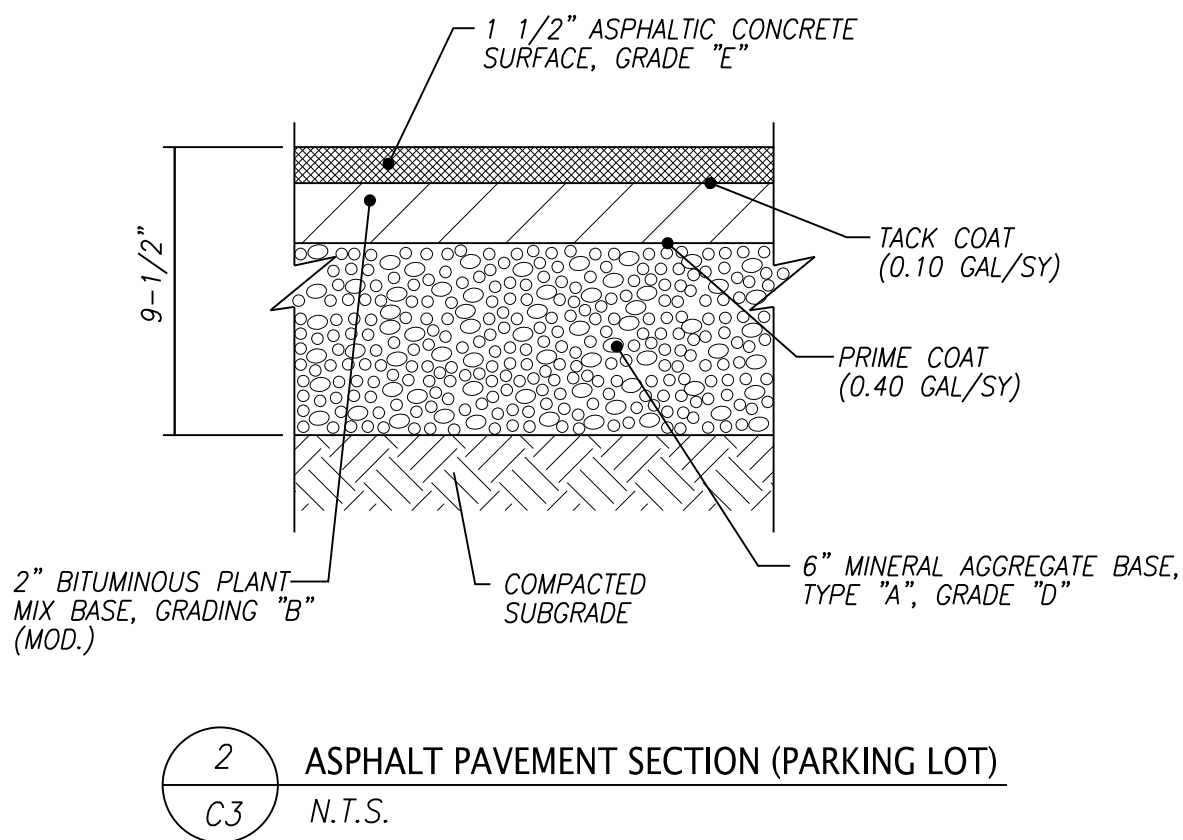 1 1/2” ASPHALTIC CONCRETE
SURFACE, GRADE ”E”
9-1/2”
TACK COAT
(0.10 GAL/SY)
PRIME COAT
(0.40 GAL/SY)
6” MINERAL AGGREGATE BASE,
TYPE ”A”, GRADE ”D”
2” BITUMINOUS PLANT
MIX BASE, GRADING ”B”
(MOD.)
COMPACTED
SUBGRADE
2
ASPHALT PAVEMENT SECTION (PARKING LOT)
C3
N.T.S.